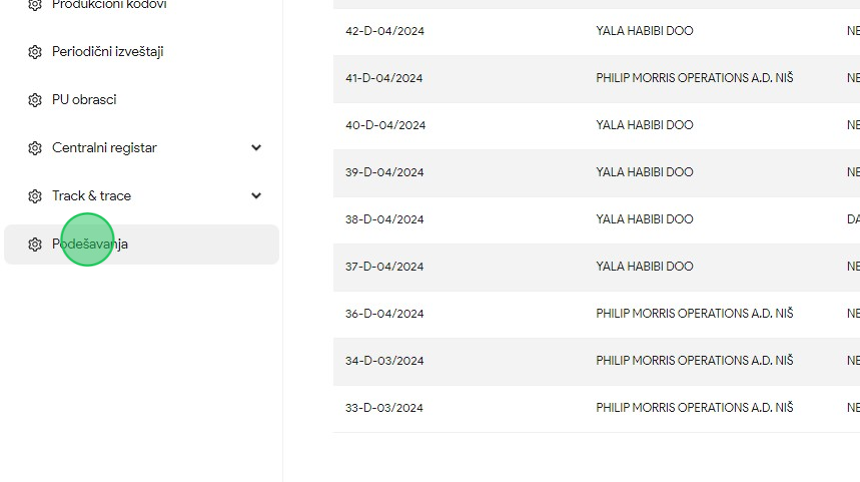 Produkcioni kodovi
Periodični izveštaji
PU obrasci
Centralni registar
Track & trace
Podešavanja
42-D-04/2024 YALA HABIBI DOO NE
41-D-04/2024 PHILIP MORRIS OPERATIONS A.D. NIŠ NE
40-D-04/2024 YALA HABIBI DOO NE
39-D-04/2024 YALA HABIBI DOO NE
38-D-04/2024 YALA HABIBI DOO DA
37-D-04/2024 YALA HABIBI DOO NE
36-D-04/2024 PHILIP MORRIS OPERATIONS A.D. NIŠ NE
34-D-03/2024 PHILIP MORRIS OPERATIONS A.D. NIŠ NE
33-D-03/2024 PHILIP MORRIS OPERATIONS A.D. NIŠ NE